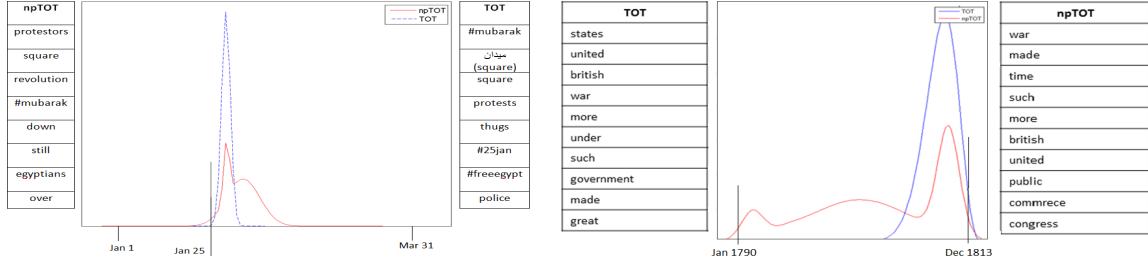 npTOT
protestors
square
revolution
#mubarak
down
still
egyptians
over
npTOT
TOT
Jan 1
Jan 25
Mar 31
TOT
#mubarak
ميدان
(square)
square
protests
thugs
#25jan
#freeegypt
police
TOT
states
united
british
war
more
under
such
government
made
great
TOT
npTOT
Jan 1790
Dec 1813
npTOT
war
made
time
such
more
british
united
public
commrece
congress